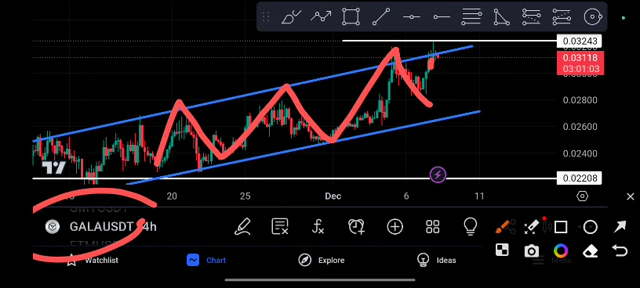 0.03243
0.03118
03:01:03
0.02800
0.02600
0.02400
0.02208
20
25
Dec
6
11
GALAUSDT 4h
Watchlist
Chart
Explore
Ideas